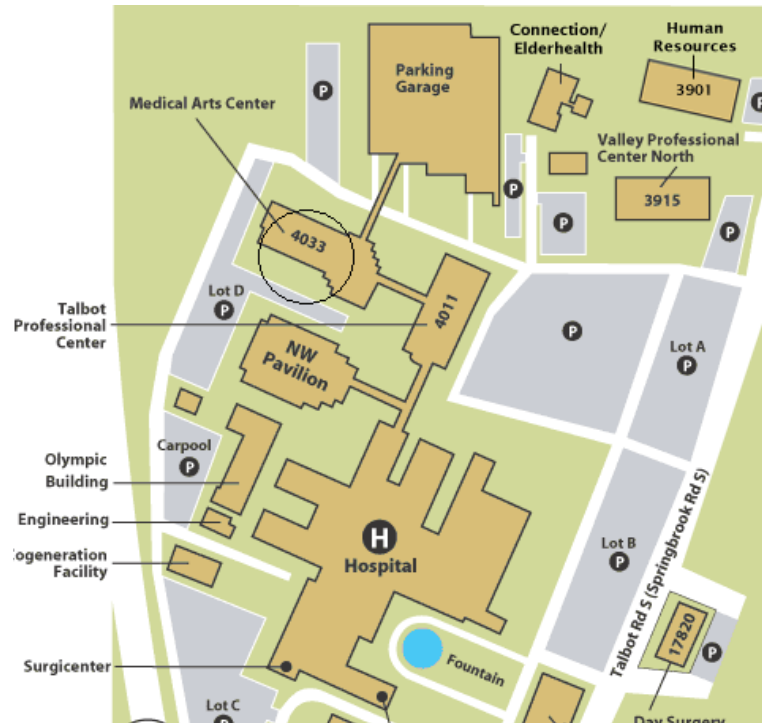 Connection/
Elderhealth
Human
Resources
3901
Parking
Garage
P
P
Medical Arts Center
Valley Professional
Center North
3915
P
P
P
4033
Lot D
P
4011
Talbot
Professional
Center
NW
Pavilion
P
Lot A
P
Carpool
P
Olympic
Building
Engineering
H
Hospital
ogeneration
Facility
Lot B
P
Talbot Rd S (Springbrook Rd S)
17820
P
Surgicenter
Fountain
Lot C
P
Day Surgery